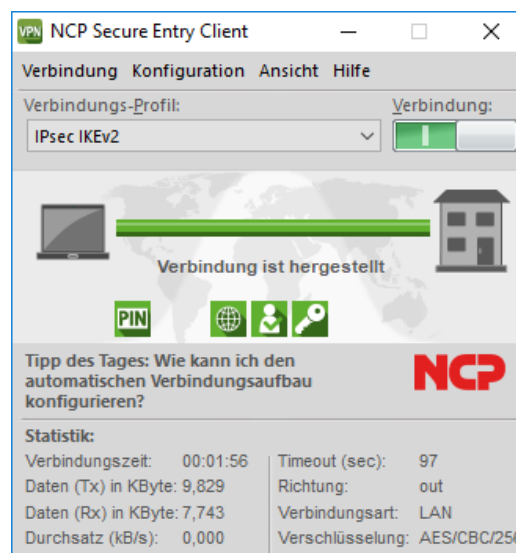 VPN NCP Secure Entry Client
Verbindung Konfiguration Ansicht Hilfe
Verbindungs-Profil: Verbindung:
IPsec IKEv2
Verbindung ist hergestellt
PIN
Tipp des Tages: Wie kann ich den
automatischen Verbindungsaufbau
konfigurieren?
NCP
Statistik:
Verbindungszeit: 00:01:56 Timeout (sec): 97
Daten (Tx) in KByte: 9,829 Richtung: out
Daten (Rx) in KByte: 7,743 Verbindungsart: LAN
Durchsatz (kB/s): 0,000 Verschlüsselung: AES/CBC/256